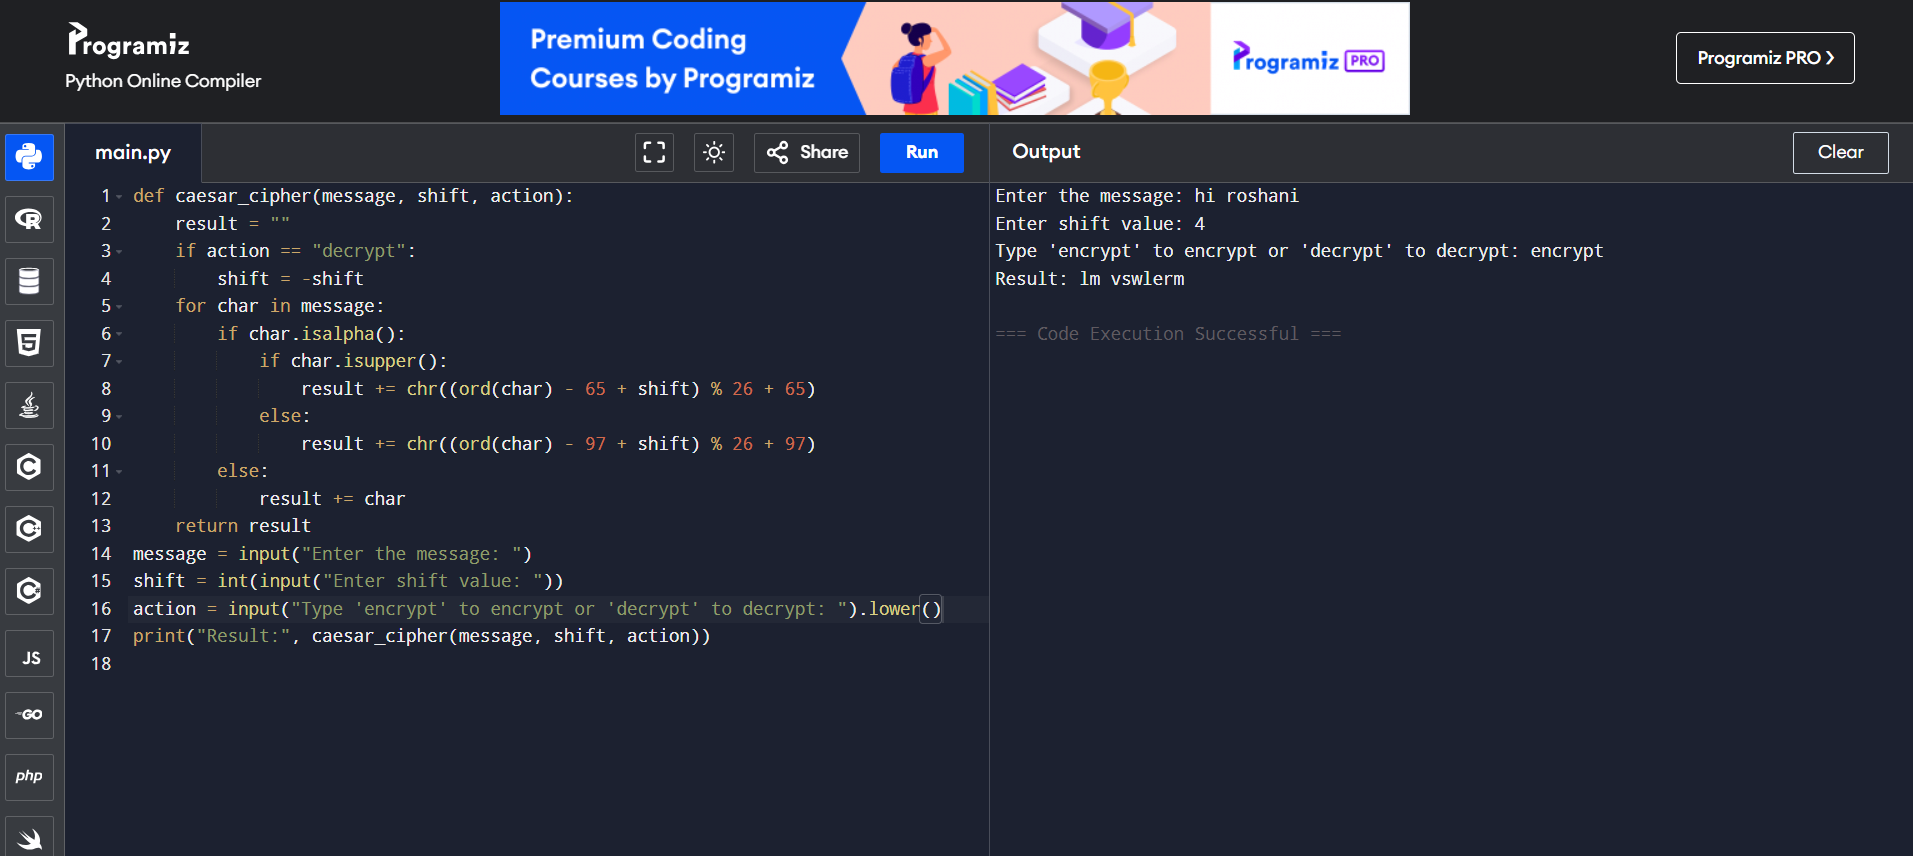 Programiz
Python Online Compiler
Premium Coding
Courses by Programiz
Programiz PRO
Programiz PRO ❯
main.py
Share
Run
Output
Clear
1 def caesar_cipher(message, shift, action):
2     result = ""
3     if action == "decrypt":
4         shift = -shift
5     for char in message:
6         if char.isalpha():
7             if char.isupper():
8                 result += chr((ord(char) - 65 + shift) % 26 + 65)
9             else:
10                 result += chr((ord(char) - 97 + shift) % 26 + 97)
11         else:
12             result += char
13     return result
14 message = input("Enter the message: ")
15 shift = int(input("Enter shift value: "))
16 action = input("Type 'encrypt' to encrypt or 'decrypt' to decrypt: ").lower()
17 print("Result:", caesar_cipher(message, shift, action))
18
Enter the message: hi roshani
Enter shift value: 4
Type 'encrypt' to encrypt or 'decrypt' to decrypt: encrypt
Result: lm vswlerm
=== Code Execution Successful ===
R
5
C
C++
C#
JS
GO
php